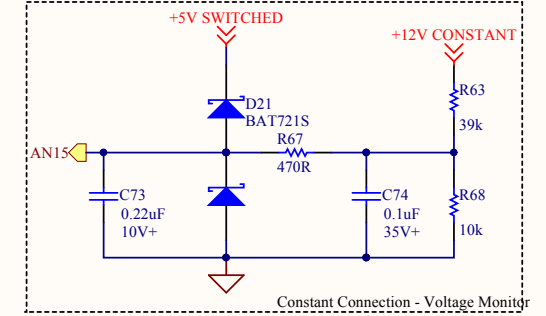 +5V SWITCHED
+12V CONSTANT
D21
BAT721S
R63
39k
R67
470R
AN15
C73
0.22uF
10V+
C74
0.1uF
35V+
R68
10k
Constant Connection - Voltage Monitor